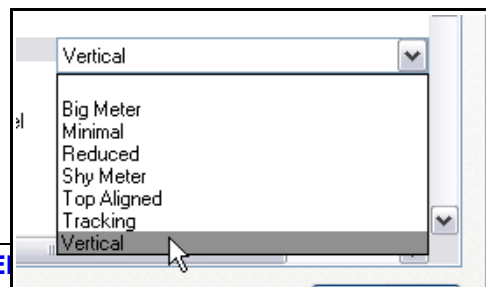 Vertical
Big Meter
Minimal
Reduced
Shy Meter
Top Aligned
Tracking
Vertical